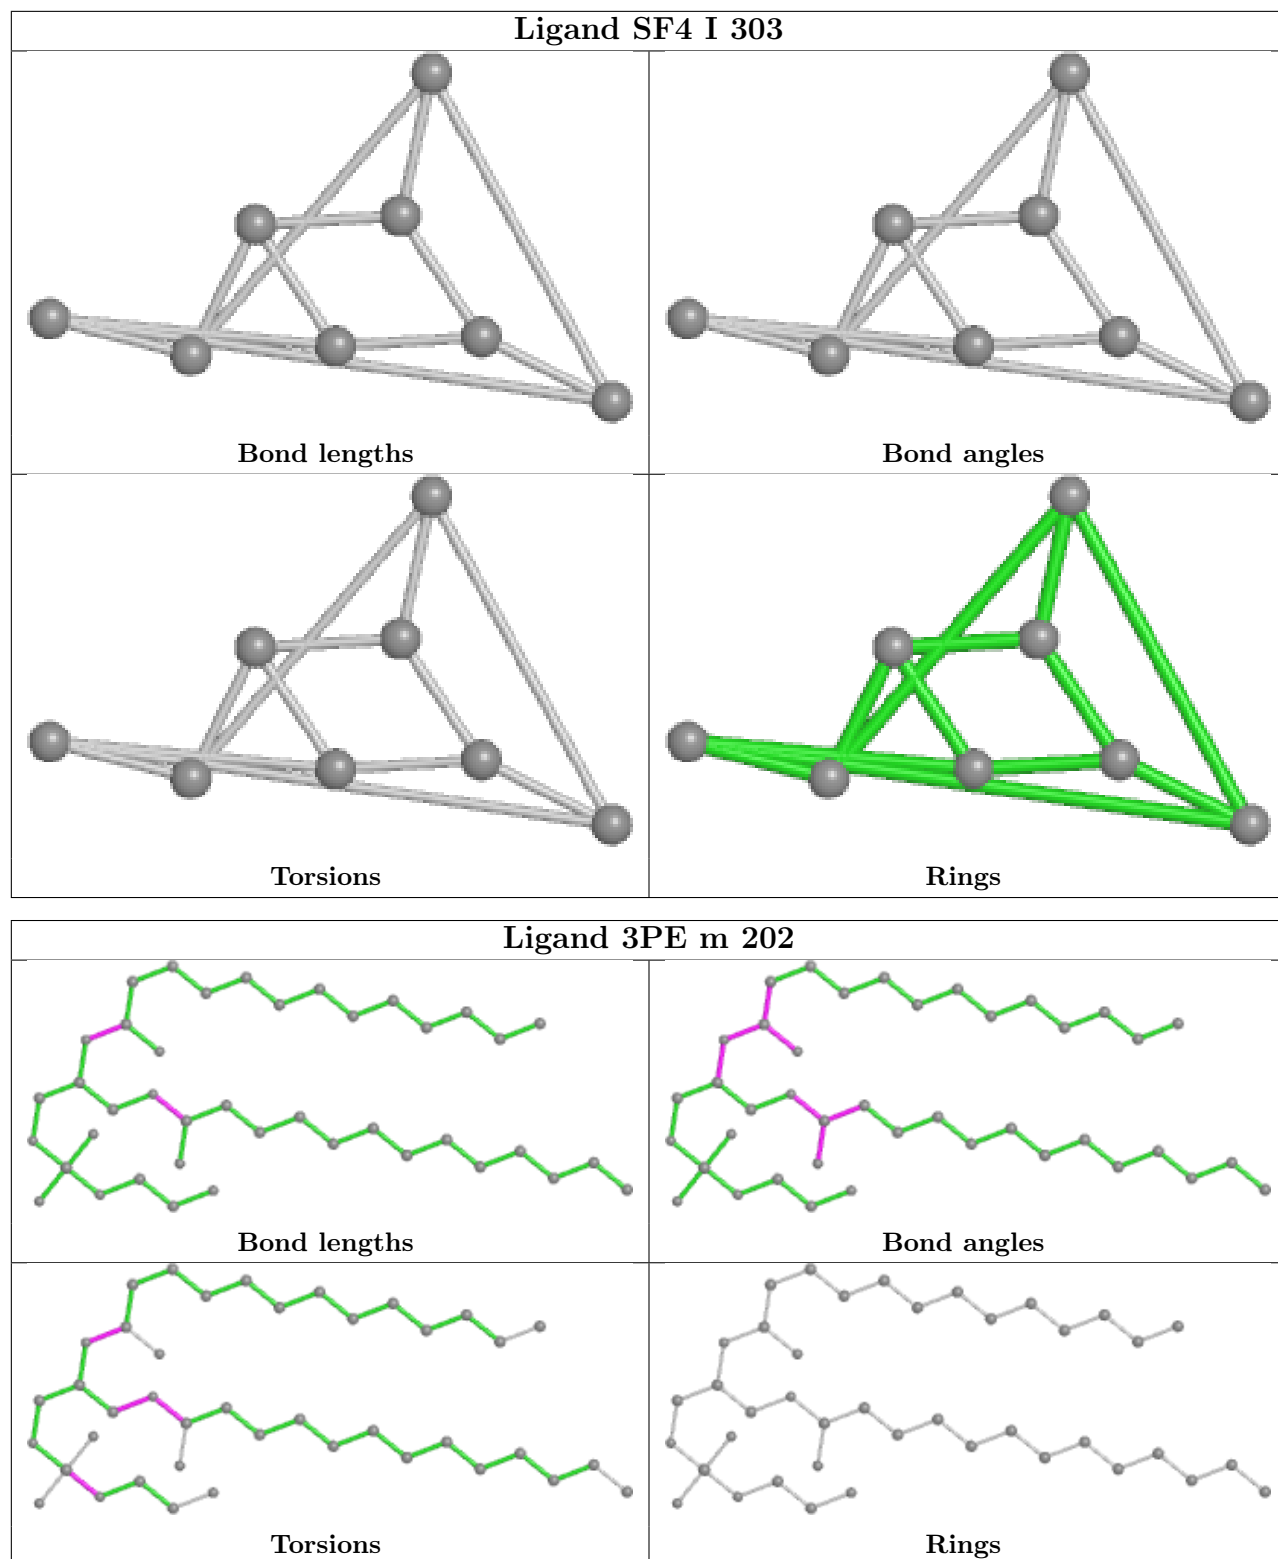 Ligand SF4 I 303
Bond lengths
Bond angles
Torsions
Rings
Ligand 3PE m 202
Bond lengths
Bond angles
Torsions
Rings